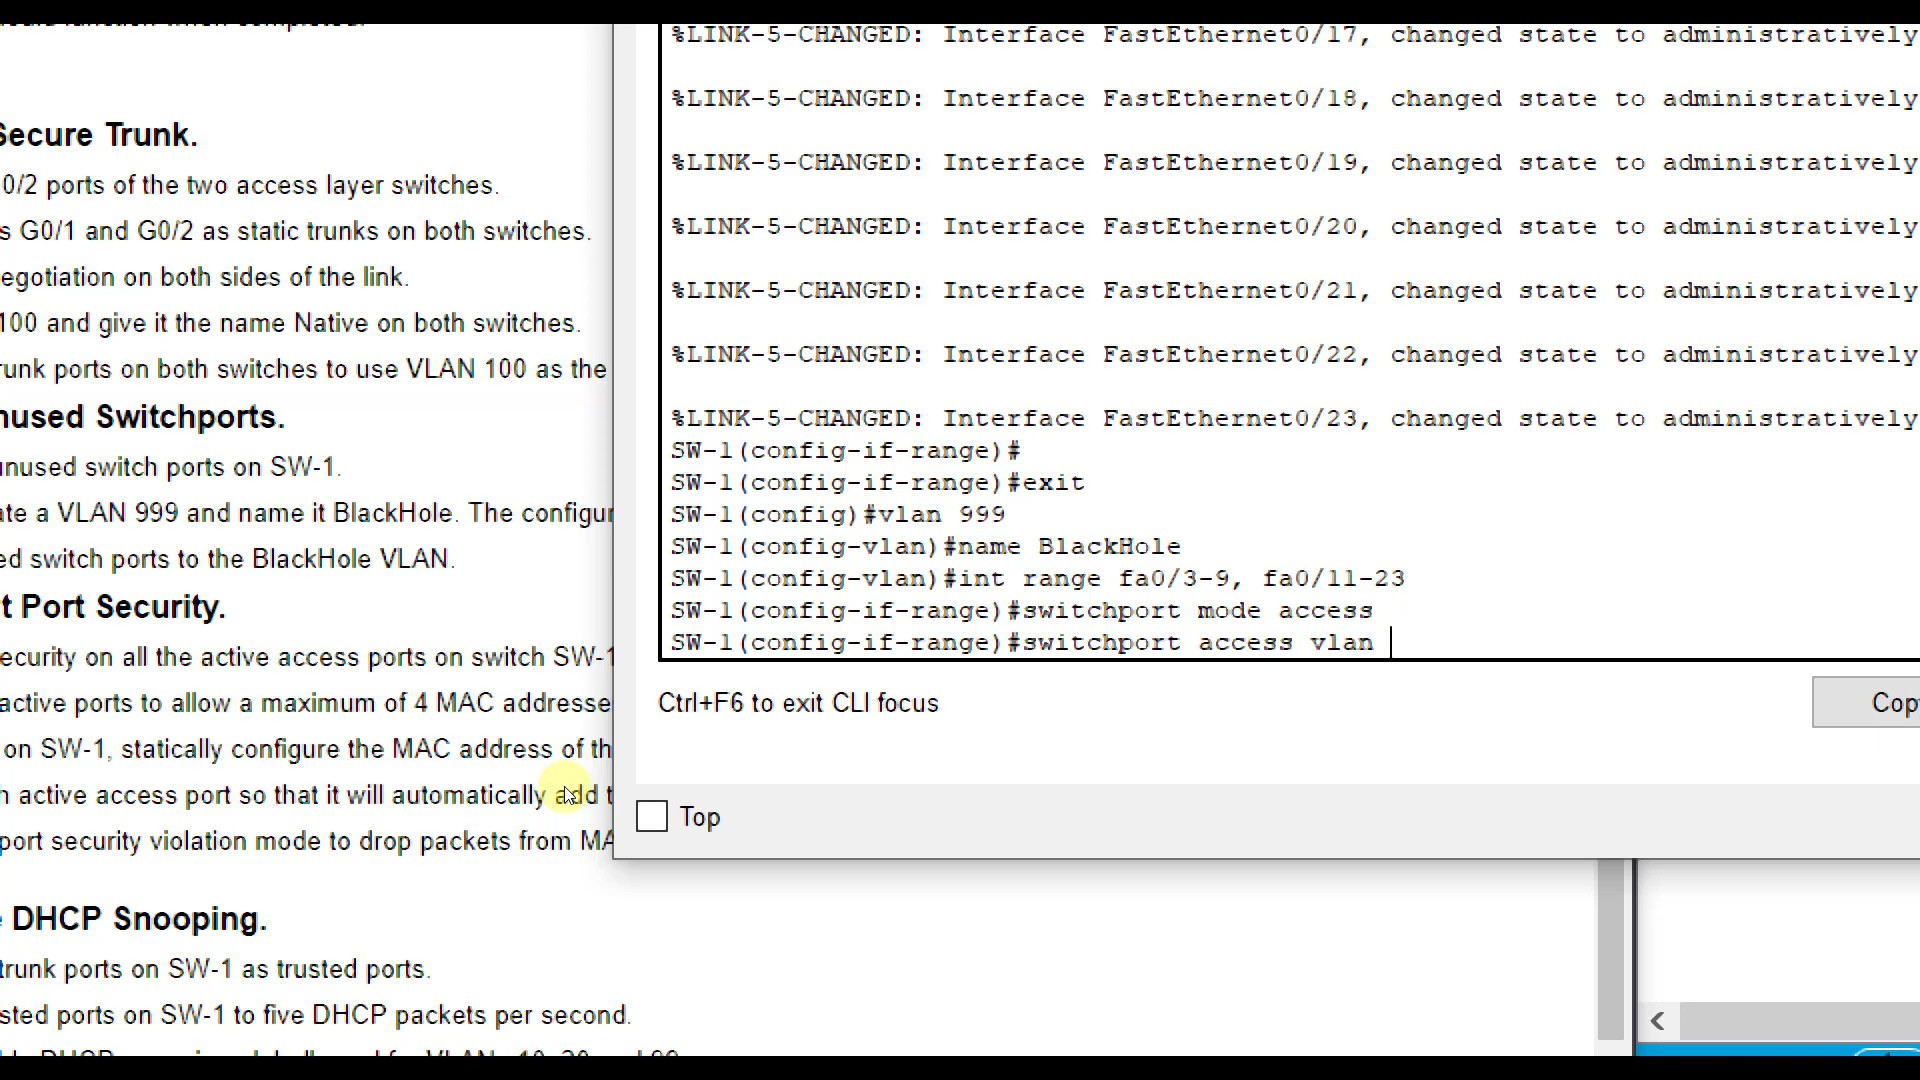 Secure Trunk.
0/2 ports of the two access layer switches.
s G0/1 and G0/2 as static trunks on both switches.
egotiation on both sides of the link.
100 and give it the name Native on both switches.
runk ports on both switches to use VLAN 100 as the
nused Switchports.
unused switch ports on SW-1.
ate a VLAN 999 and name it BlackHole. The configur
ed switch ports to the BlackHole VLAN.
t Port Security.
ecurity on all the active access ports on switch SW-1
active ports to allow a maximum of 4 MAC addresse
on SW-1, statically configure the MAC address of th
h active access port so that it will automatically add t
port security violation mode to drop packets from MA
DHCP Snooping.
trunk ports on SW-1 as trusted ports.
sted ports on SW-1 to five DHCP packets per second.
%LINK-5-CHANGED: Interface FastEthernet0/17, changed state to administratively
%LINK-5-CHANGED: Interface FastEthernet0/18, changed state to administratively
%LINK-5-CHANGED: Interface FastEthernet0/19, changed state to administratively
%LINK-5-CHANGED: Interface FastEthernet0/20, changed state to administratively
%LINK-5-CHANGED: Interface FastEthernet0/21, changed state to administratively
%LINK-5-CHANGED: Interface FastEthernet0/22, changed state to administratively
%LINK-5-CHANGED: Interface FastEthernet0/23, changed state to administratively
SW-1(config-if-range)#
SW-1(config-if-range)#exit
SW-1(config)#vlan 999
SW-1(config-vlan)#name BlackHole
SW-1(config-vlan)#int range fa0/3-9, fa0/11-23
SW-1(config-if-range)#switchport mode access
SW-1(config-if-range)#switchport access vlan
Ctrl+F6 to exit CLI focus
Cop
Top